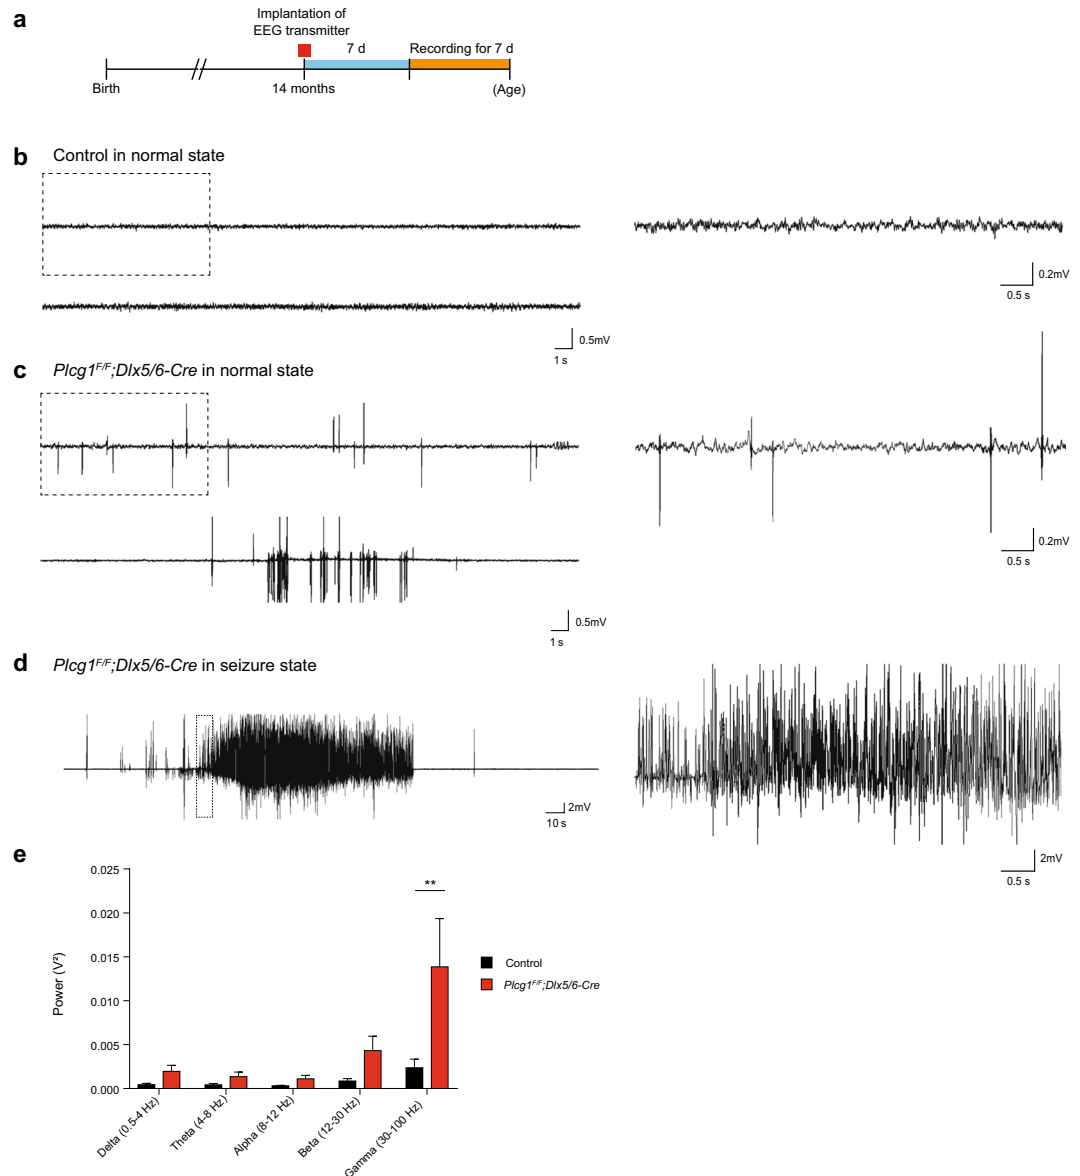 a
Implantation of
EEG transmitter
7 d
Recording for 7 d
Birth
14 months
(Age)
b Control in normal state
0.2mV
0.5 s
0.5mV
1 s
c Plcg1F/F;Dlx5/6-Cre in normal state
0.2mV
0.5 s
0.5mV
1 s
d Plcg1F/F;Dlx5/6-Cre in seizure state
2mV
10 s
2mV
0.5 s
e
0.025
0.020
0.015
0.010
0.005
0.000
Power (V²)
**
Control
Plcg1F/F;Dlx5/6-Cre
Delta (0.5-4 Hz)
Theta (4-8 Hz)
Alpha (8-12 Hz)
Beta (12-30 Hz)
Gamma (30-100 Hz)